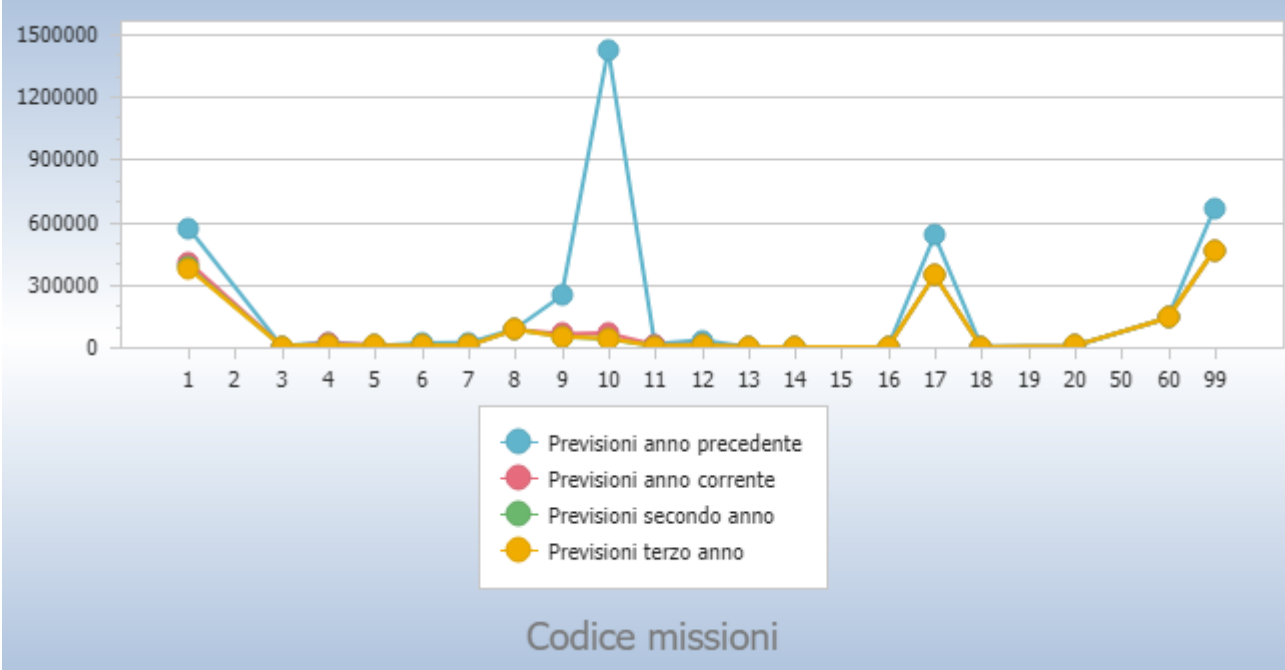 1500000
1200000
900000
600000
300000
0
1 2 3 4 5 6 7 8 9 10 11 12 13 14 15 16 17 18 19 20 50 60 99
Previsioni anno precedente
Previsioni anno corrente
Previsioni secondo anno
Previsioni terzo anno
Codice missioni